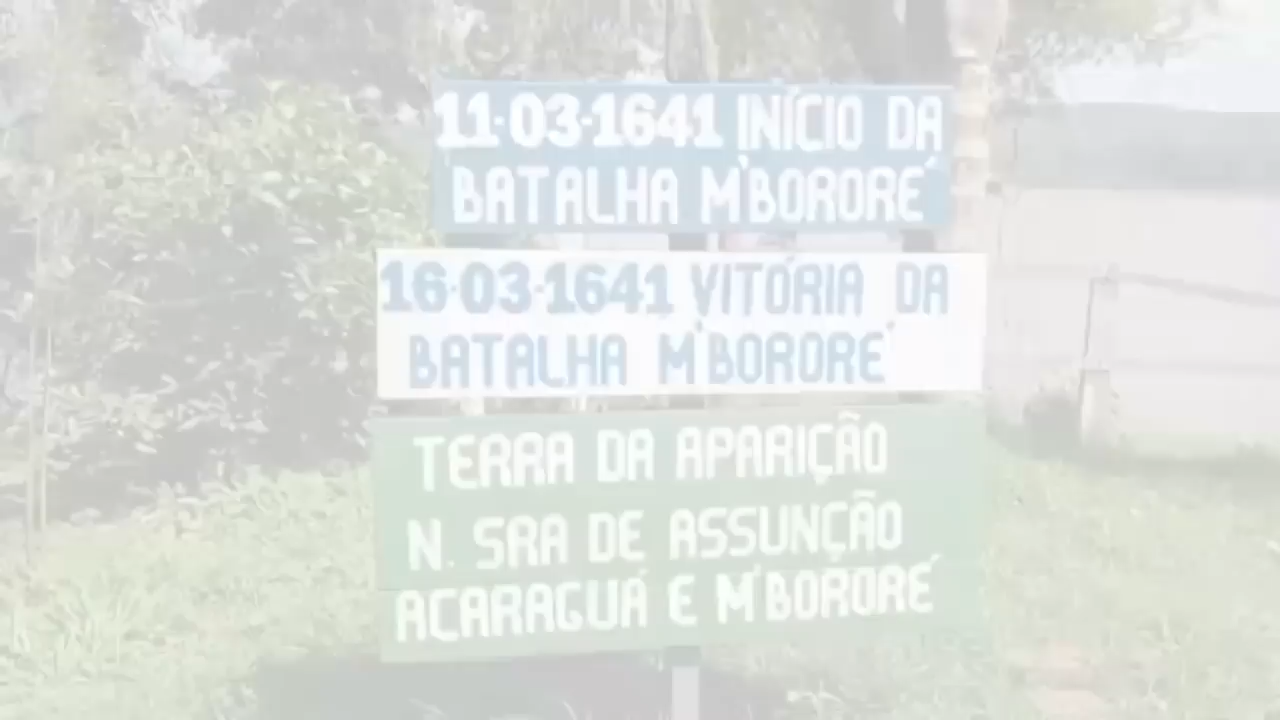 11-03-1641 INÍCIO DA
BATALHA M'BORORÉ
16-03-1641 VITÓRIA DA
BATALHA M'BORORÉ
TERRA DA APARIÇÃO
N. SRA DE ASSUNÇÃO
ACARAGUÁ E M'BORORÉ